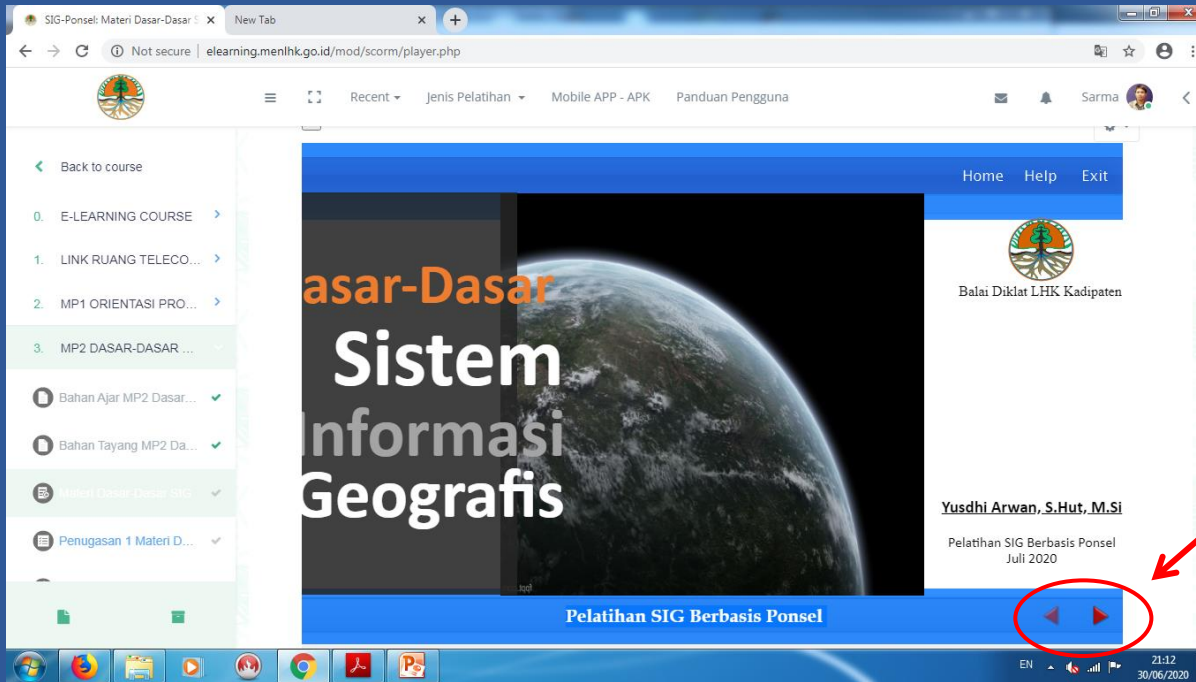 SIG-Ponsel: Materi Dasar-Dasar S
New Tab
Not secure | elearning.menlhk.go.id/mod/scorm/player.php
Recent
Jenis Pelatihan
Mobile APP - APK
Panduan Pengguna
Sarma
Back to course
0. E-LEARNING COURSE
1. LINK RUANG TELECO...
2. MP1 ORIENTASI PRO...
3. MP2 DASAR-DASAR ...
Bahan Ajar MP2 Dasar...
Bahan Tayang MP2 Da...
Materi Dasar-Dasar SIG
Penugasan 1 Materi D...
Home Help Exit
asar-Dasar
Sistem
Informasi
Geografis
Balai Diklat LHK Kadipaten
Yusdhi Arwan, S.Hut, M.Si
Pelatihan SIG Berbasis Ponsel
Juli 2020
Pelatihan SIG Berbasis Ponsel
EN
21:12
30/06/2020